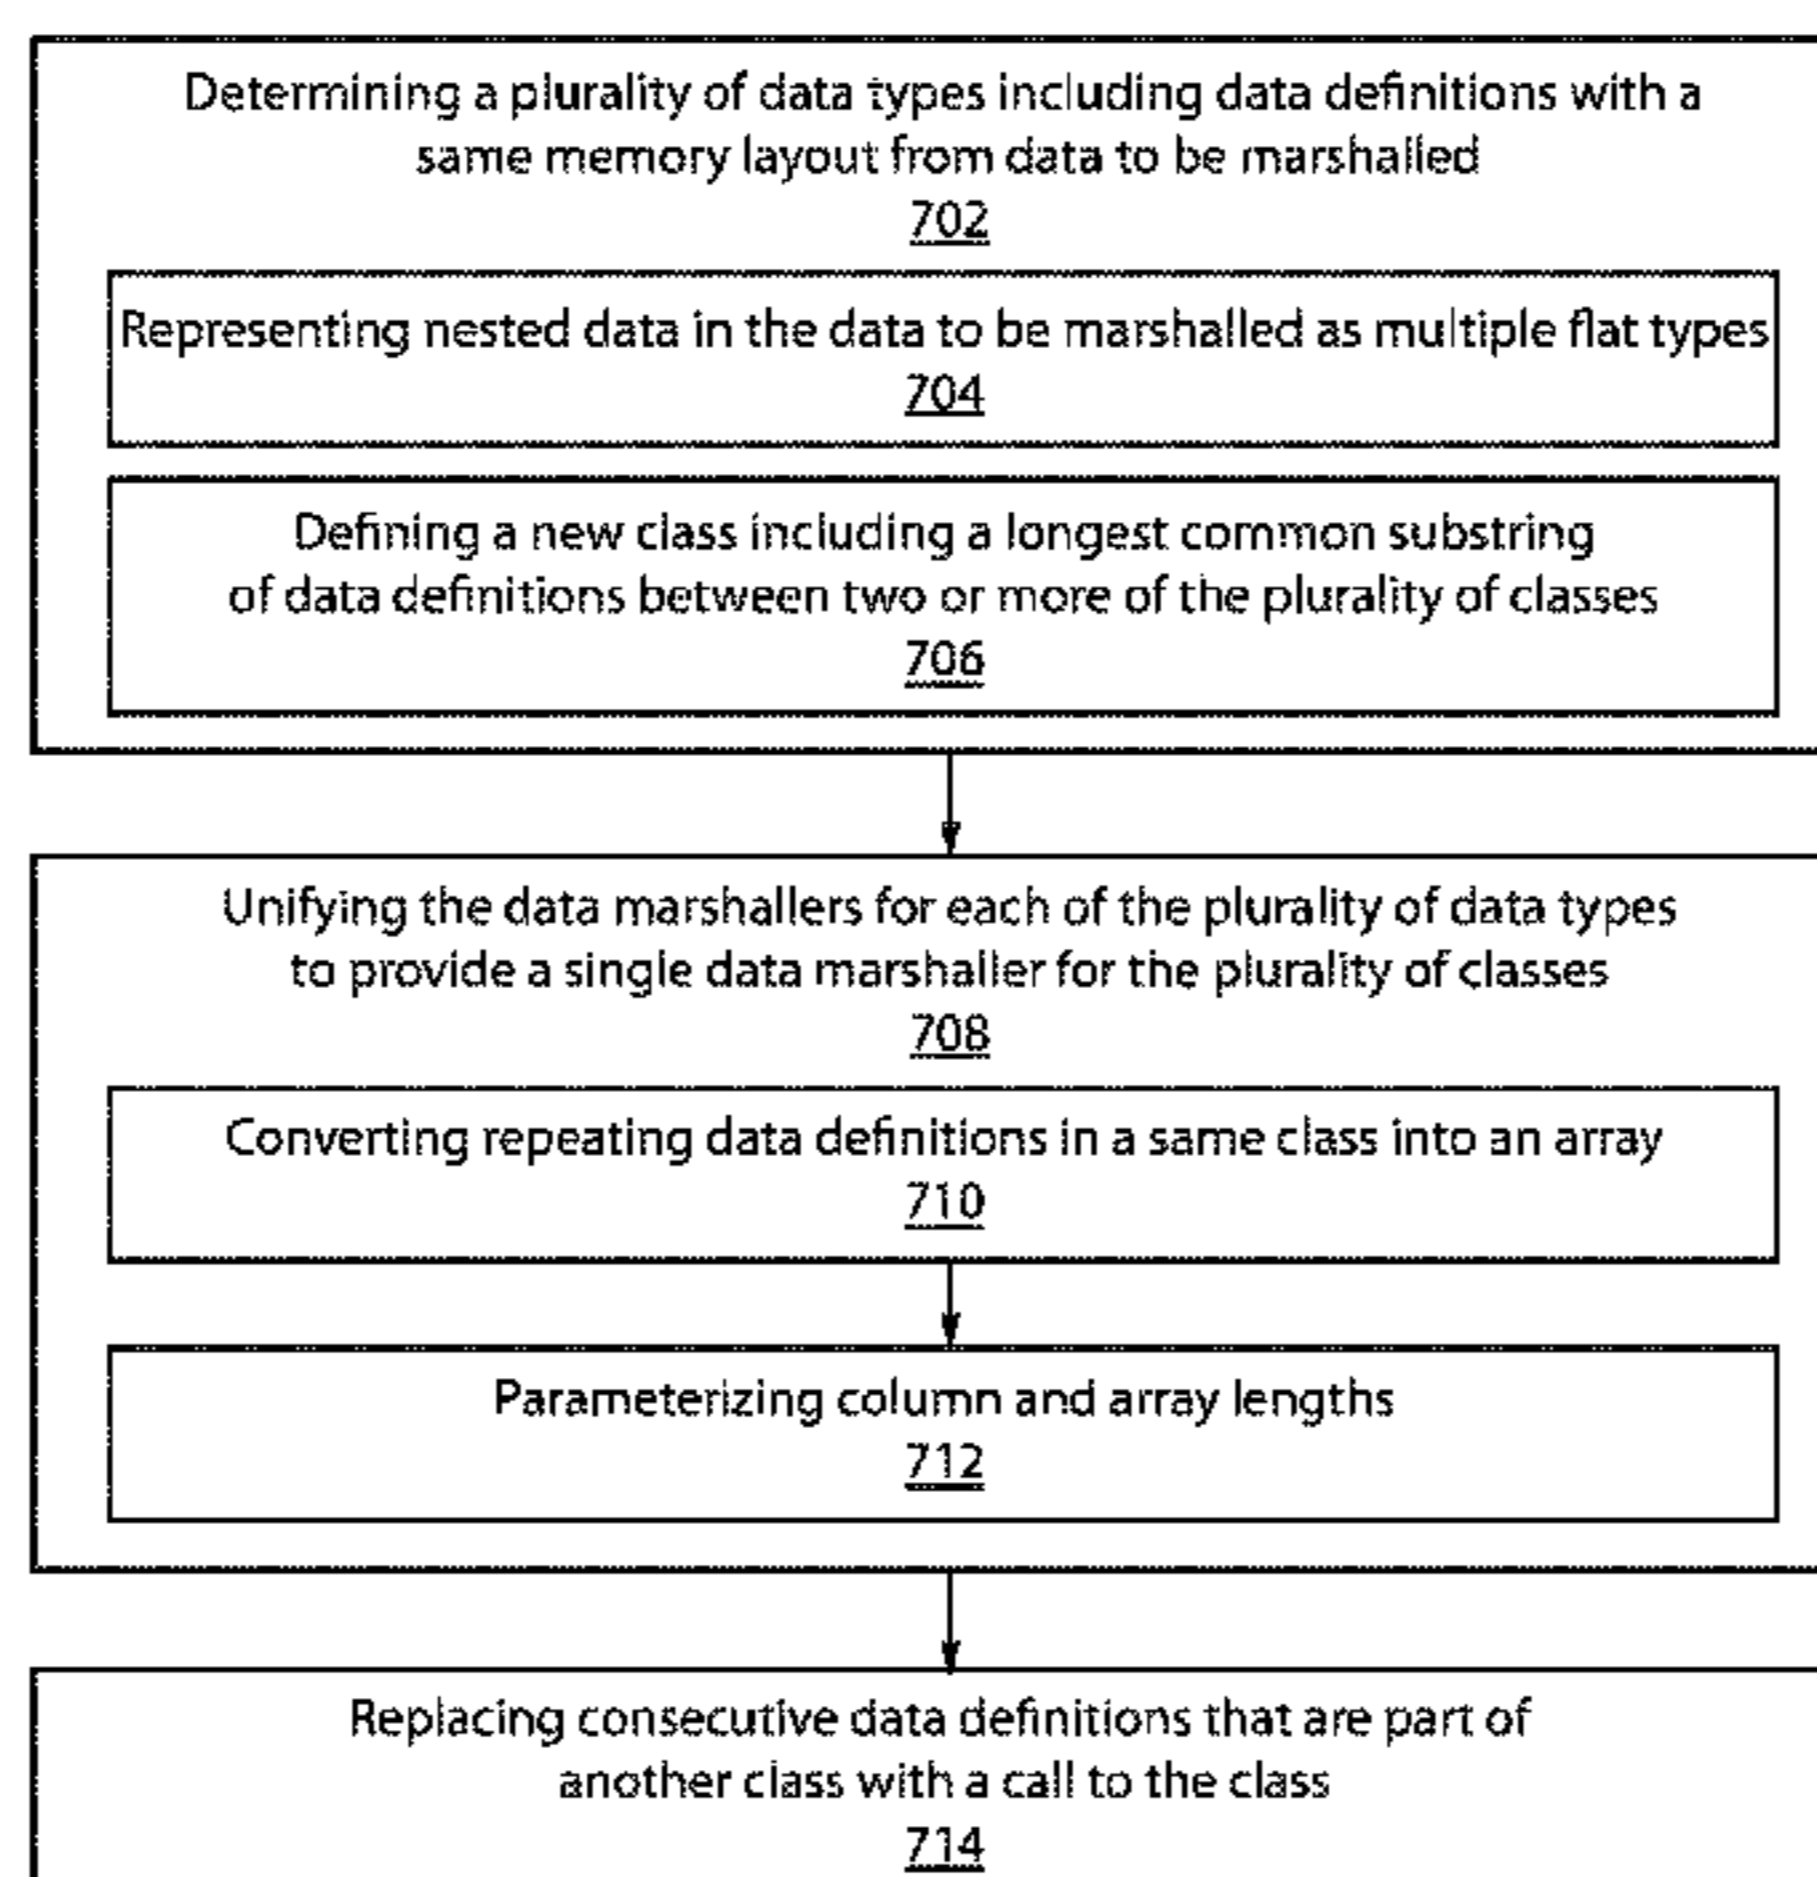 Determining a plurality of data types including data definitions with a
same memory layout from data to be marshalled
702
Representing nested data in the data to be marshalled as multiple flat types
704
Defining a new class including a longest common substring
of data definitions between two or more of the plurality of classes
706
Unifying the data marshallers for each of the plurality of data types
to provide a single data marshaller for the plurality of classes
708
Converting repeating data definitions in a same class into an array
710
Parameterizing column and array lengths
712
Replacing consecutive data definitions that are part of
another class with a call to the class
714